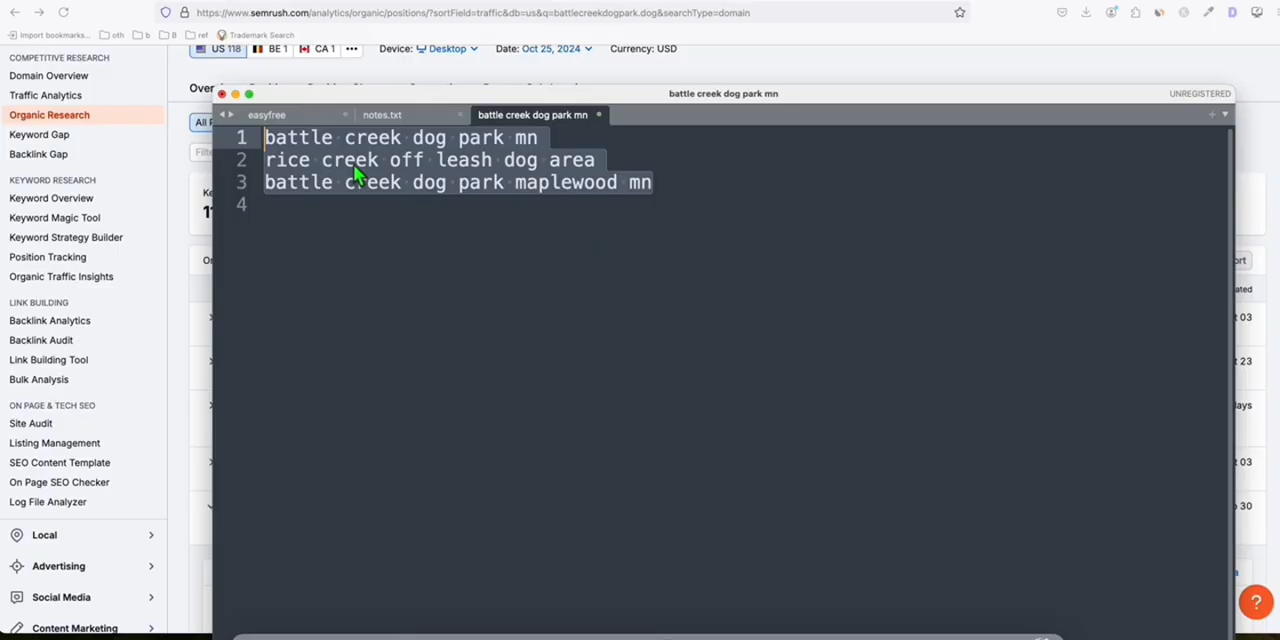 https://www.semrush.com/analytics/organic/positions/?sortField=traffic&db=us&q=battlecreekdogpark.dog&searchType=domain
Import bookmarks... oth b B ref Trademark Search
COMPETITIVE RESEARCH
US 118 BE 1 CA 1 ••• Device: Desktop Date: Oct 25, 2024 Currency: USD
Domain Overview
Traffic Analytics
Organic Research
Keyword Gap
Backlink Gap
KEYWORD RESEARCH
Keyword Overview
Keyword Magic Tool
Keyword Strategy Builder
Position Tracking
Organic Traffic Insights
LINK BUILDING
Backlink Analytics
Backlink Audit
Link Building Tool
Bulk Analysis
ON PAGE & TECH SEO
Site Audit
Listing Management
SEO Content Template
On Page SEO Checker
Log File Analyzer
Local
Advertising
Social Media
Content Marketing
battle creek dog park mn UNREGISTERED
easyfree notes.txt battle creek dog park mn
1 battle creek dog park mn
2 rice creek off leash dog area
3 battle creek dog park maplewood mn
4
?